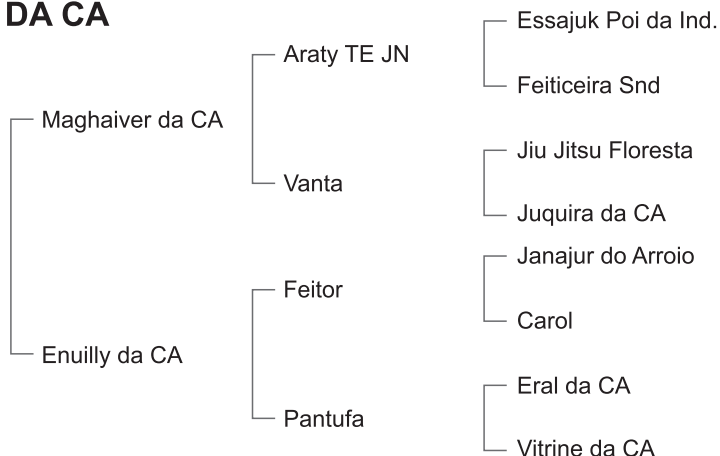 DA CA
Essajuk Poi da Ind.
Araty TE JN
Feiticeira Snd
Maghaiver da CA
Jiu Jitsu Floresta
Vanta
Juquira da CA
Janajur do Arroio
Feitor
Carol
Enuilly da CA
Eral da CA
Pantufa
Vitrine da CA